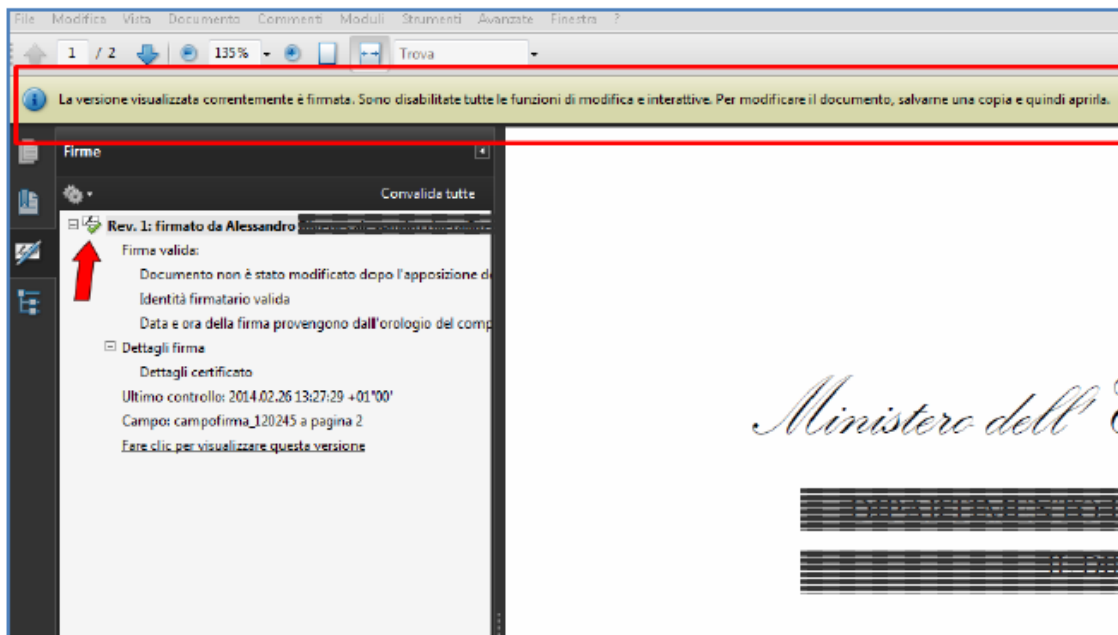 File Modifica Vista Documento Commenti Moduli Strumenti Avanzate Finestra ?
1 / 2 135% Trova
La versione visualizzata correntemente è firmata. Sono disabilitate tutte le funzioni di modifica e interattive. Per modificare il documento, salvarne una copia e quindi aprirla.
Firme
Convalida tutte
Rev. 1: firmato da Alessandro
Firma valida:
Documento non è stato modificato dopo l'apposizione
Identità firmatario valida
Data e ora della firma provengono dall'orologio del comp
Dettagli firma
Dettagli certificato
Ultimo controllo: 2014.02.26 13:27:29 +01'00'
Campo: campofirma_120245 a pagina 2
Fare clic per visualizzare questa versione
Ministero dell'